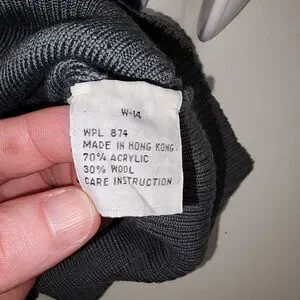 W-14
WPL 874
MADE IN HONG KONG
70% ACRYLIC
30% WOOL
CARE INSTRUCTION